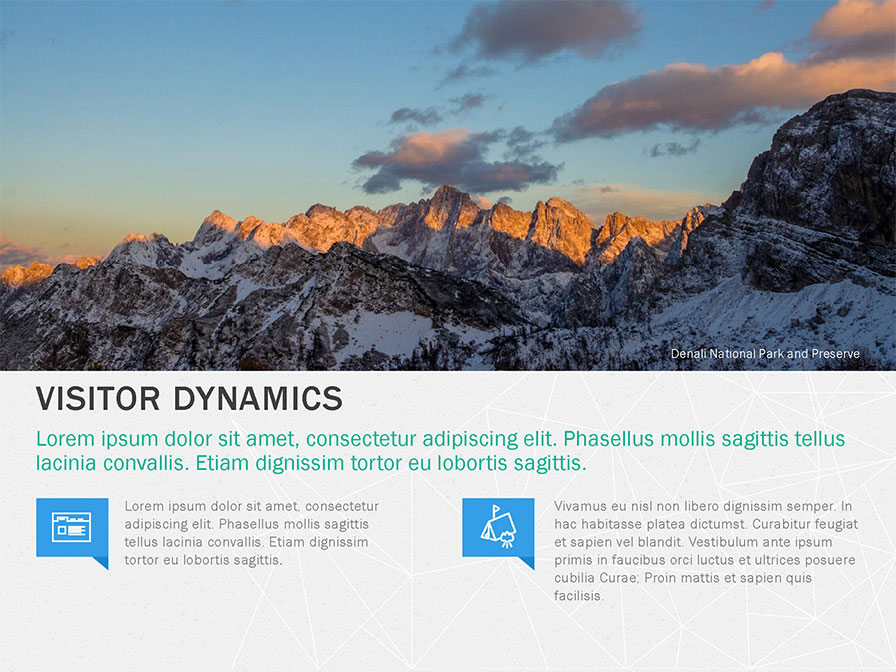 Denali National Park and Preserve
VISITOR DYNAMICS
Lorem ipsum dolor sit amet, consectetur adipiscing elit. Phasellus mollis sagittis tellus
lacinia convallis. Etiam dignissim tortor eu lobortis sagittis.
Lorem ipsum dolor sit amet, consectetur
adipiscing elit. Phasellus mollis sagittis
tellus lacinia convallis. Etiam dignissim
tortor eu lobortis sagittis.
Vivamus eu nisl non libero dignissim semper. In
hac habitasse platea dictumst. Curabitur feugiat
et sapien vel blandit. Vestibulum ante ipsum
primis in faucibus orci luctus et ultrices posuere
cubilia Curae; Proin mattis et sapien quis
facilisis.